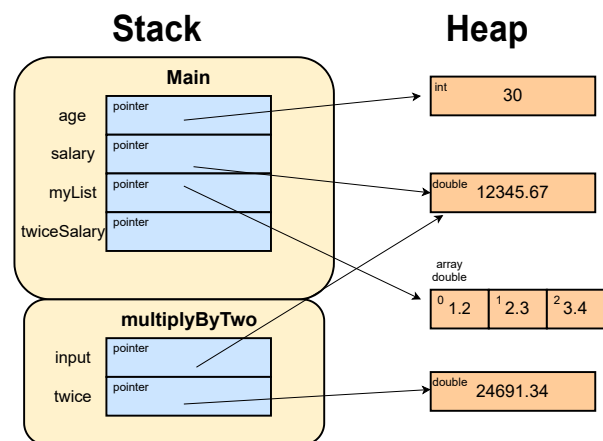 Stack
Heap
Main
age
pointer
int
30
salary
pointer
myList
pointer
double
12345.67
twiceSalary
pointer
array
double
0
1.2
1
2.3
2
3.4
multiplyByTwo
input
pointer
twice
pointer
double
24691.34